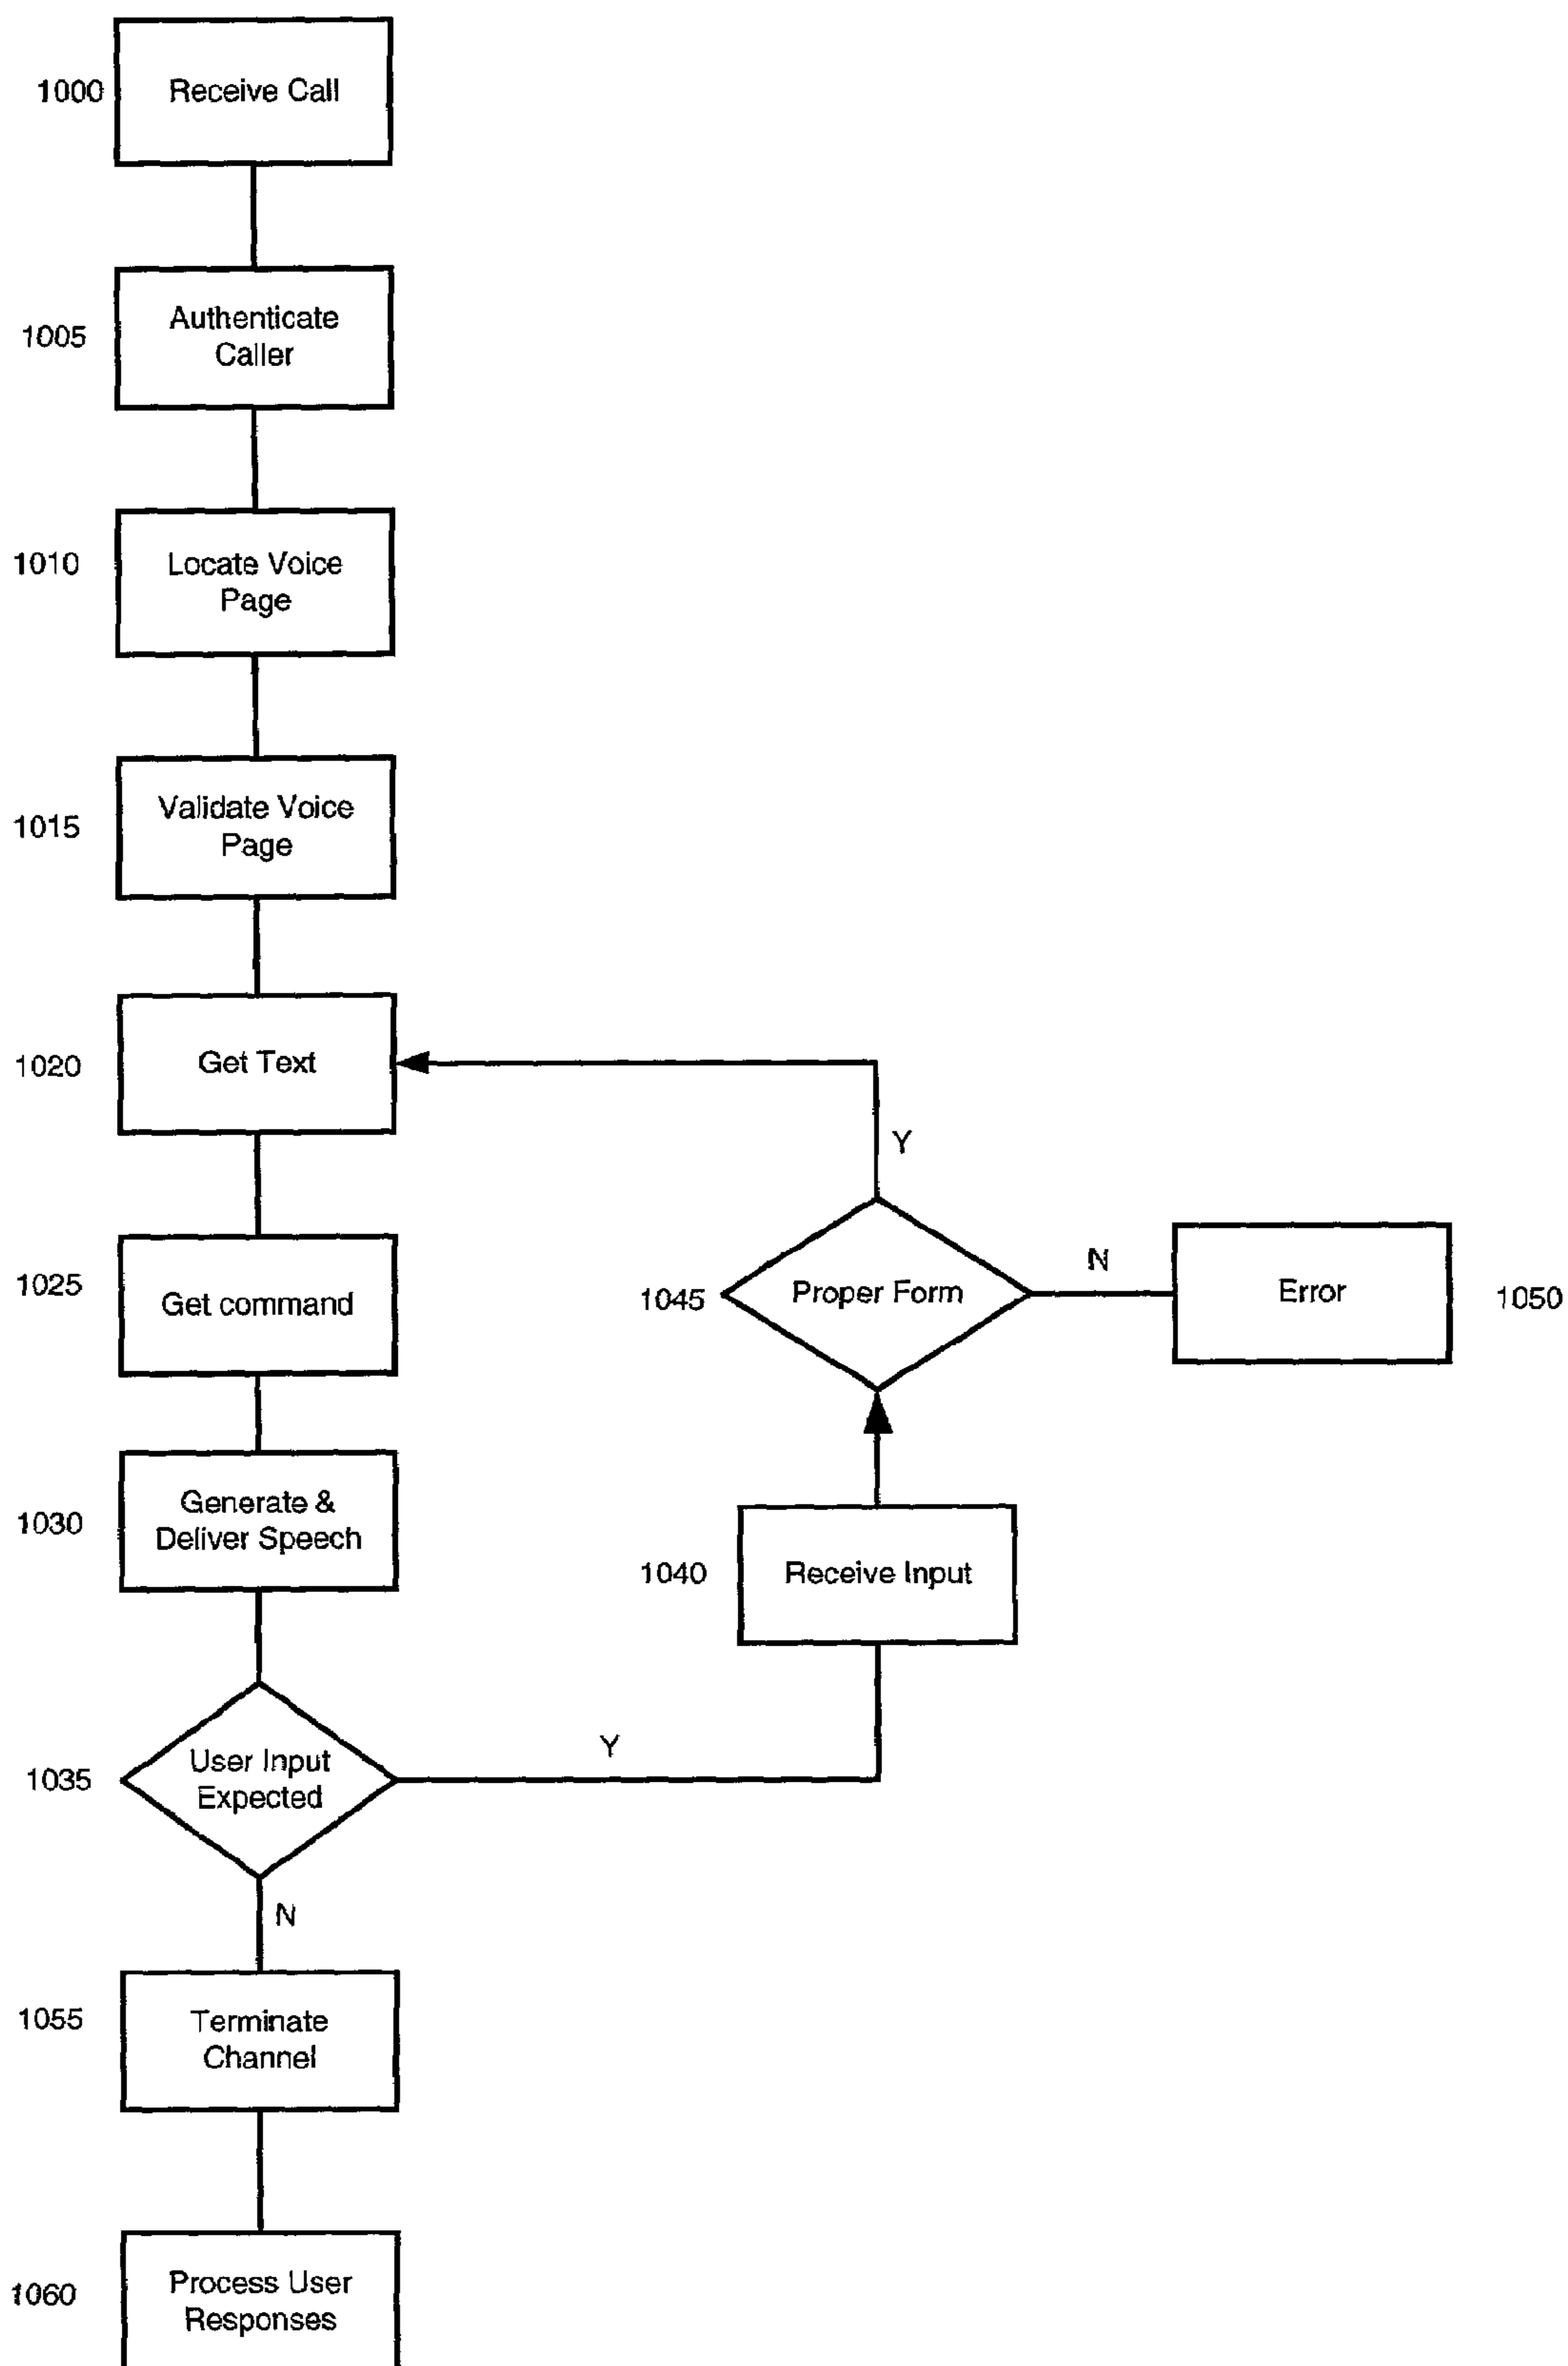 1000
Receive Call
1005
Authenticate
Caller
1010
Locate Voice
Page
1015
Validate Voice
Page
1020
Get Text
Y
1025
Get command
1045
Proper Form
N
Error
1050
1030
Generate &
Deliver Speech
1040
Receive Input
1035
User Input
Expected
Y
N
1055
Terminate
Channel
1060
Process User
Responses